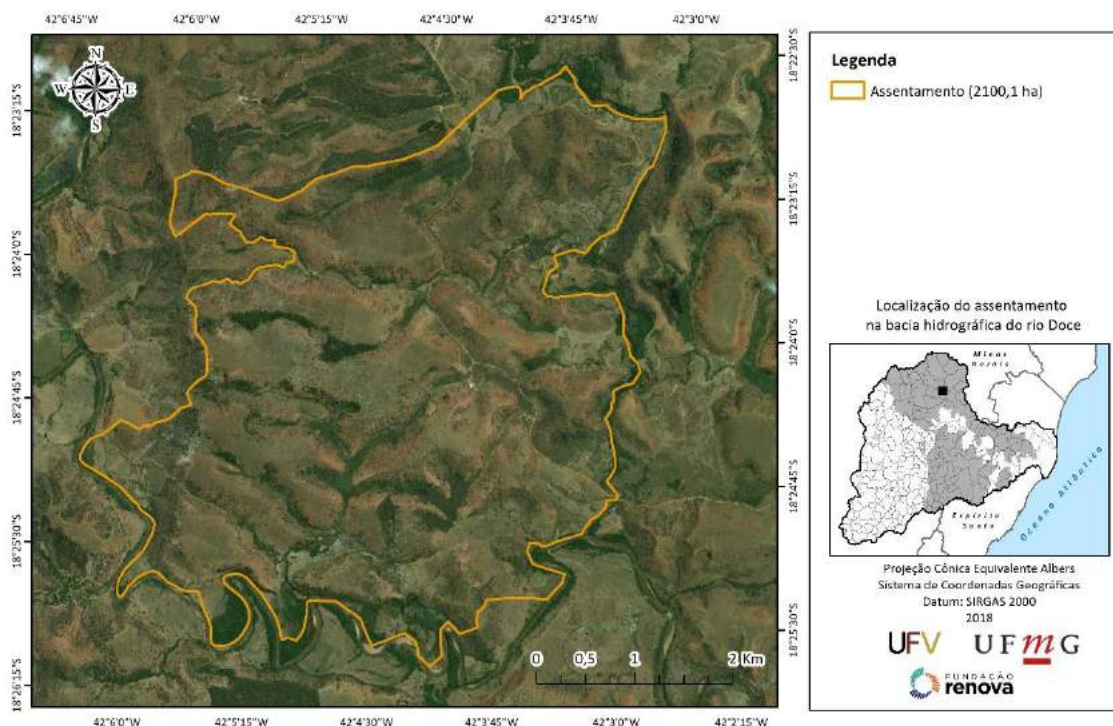 42°6'45"W 42°6'0"W 42°5'15"W 42°4'30"W 42°3'45"W 42°3'0"W
18°22'30"S
18°23'15"S
18°24'0"S
18°24'45"S
18°25'30"S
18°23'15"S
18°24'0"S
18°24'45"S
18°25'30"S
18°26'15"S
N
W E
S
0 0,5 1 2 Km
42°6'0"W 42°5'15"W 42°4'30"W 42°3'45"W 42°3'0"W 42°2'15"W
Legenda
Assentamento (2100,1 ha)
Localização do assentamento
na bacia hidrográfica do rio Doce
Minas
Gerais
Espírito
Santo
Oceano Atlântico
Projeção Cônica Equivalente Albers
Sistema de Coordenadas Geográficas
Datum: SIRGAS 2000
2018
UFV UFmG
FUNDAÇÃO
renova